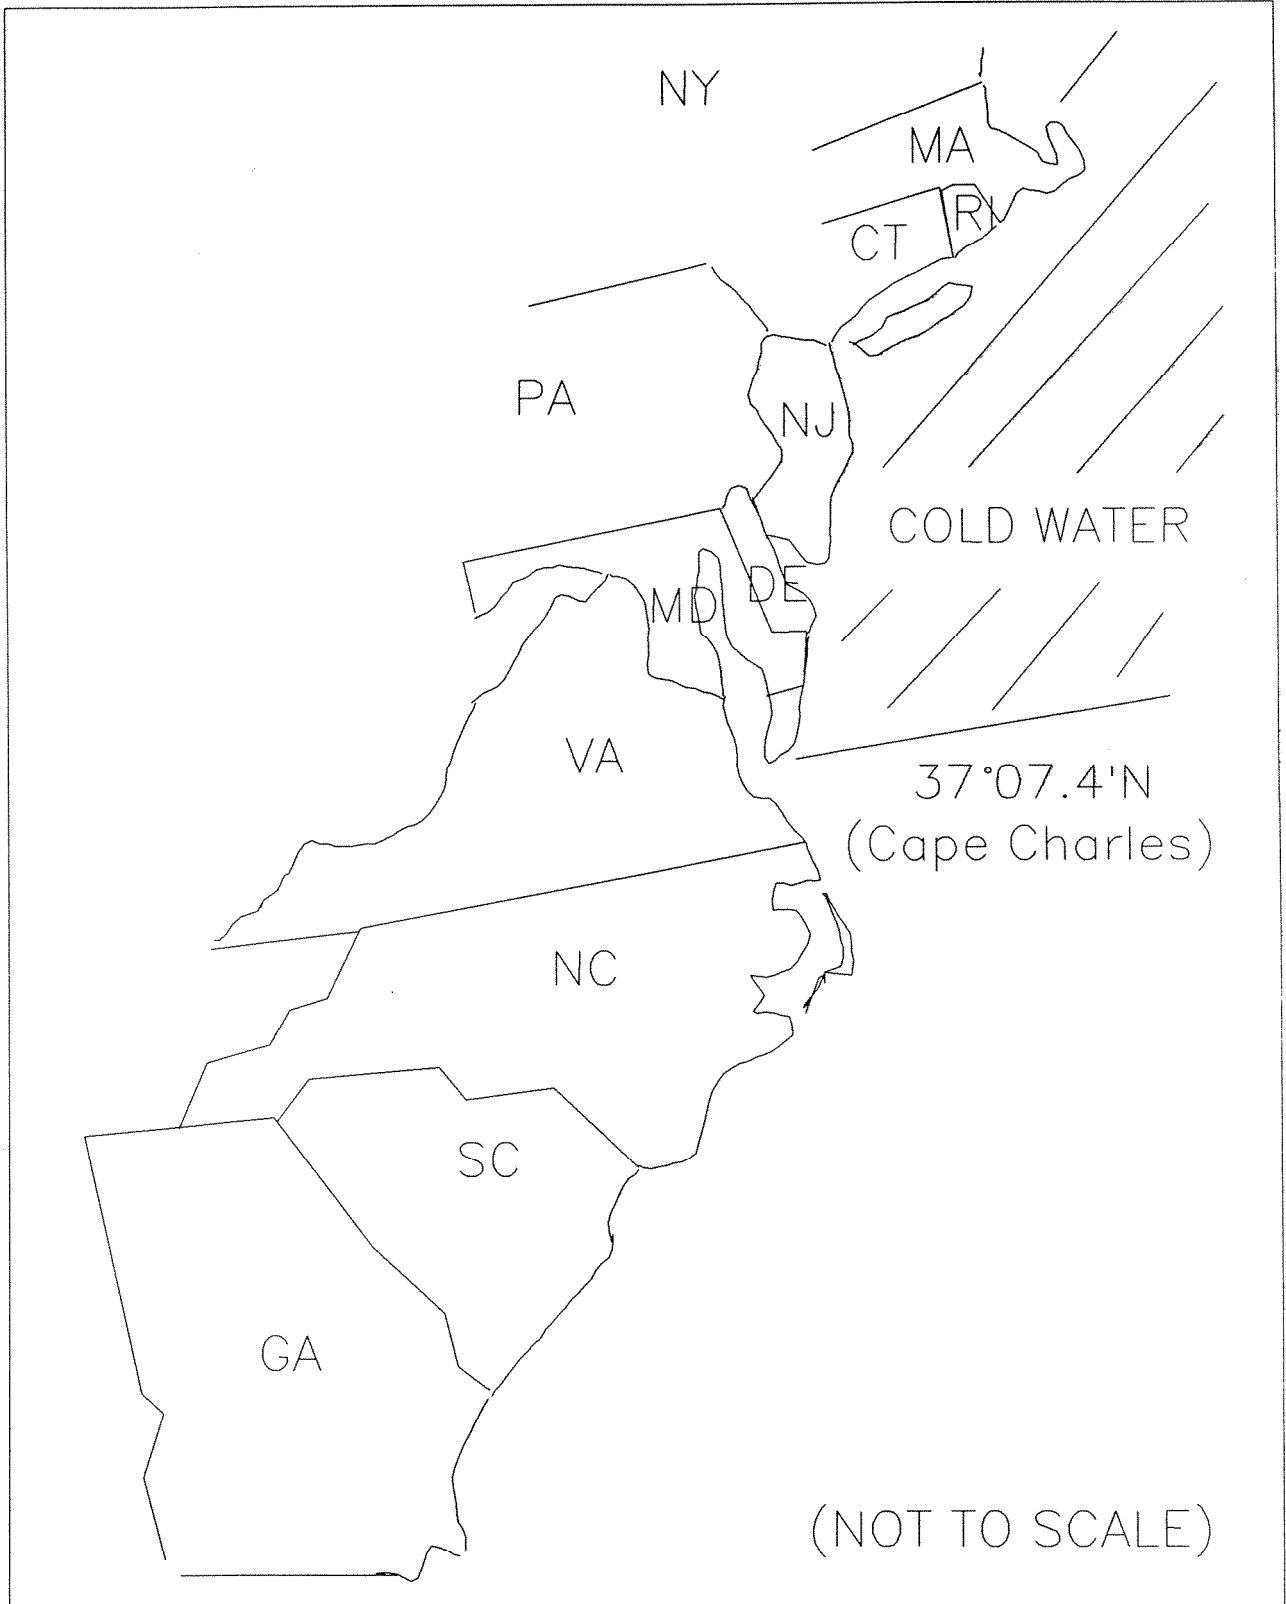 NY
MA
RI
CT
PA
NJ
COLD WATER
DE
MD
VA
37°07.4'N
(Cape Charles)
NC
SC
GA
(NOT TO SCALE)